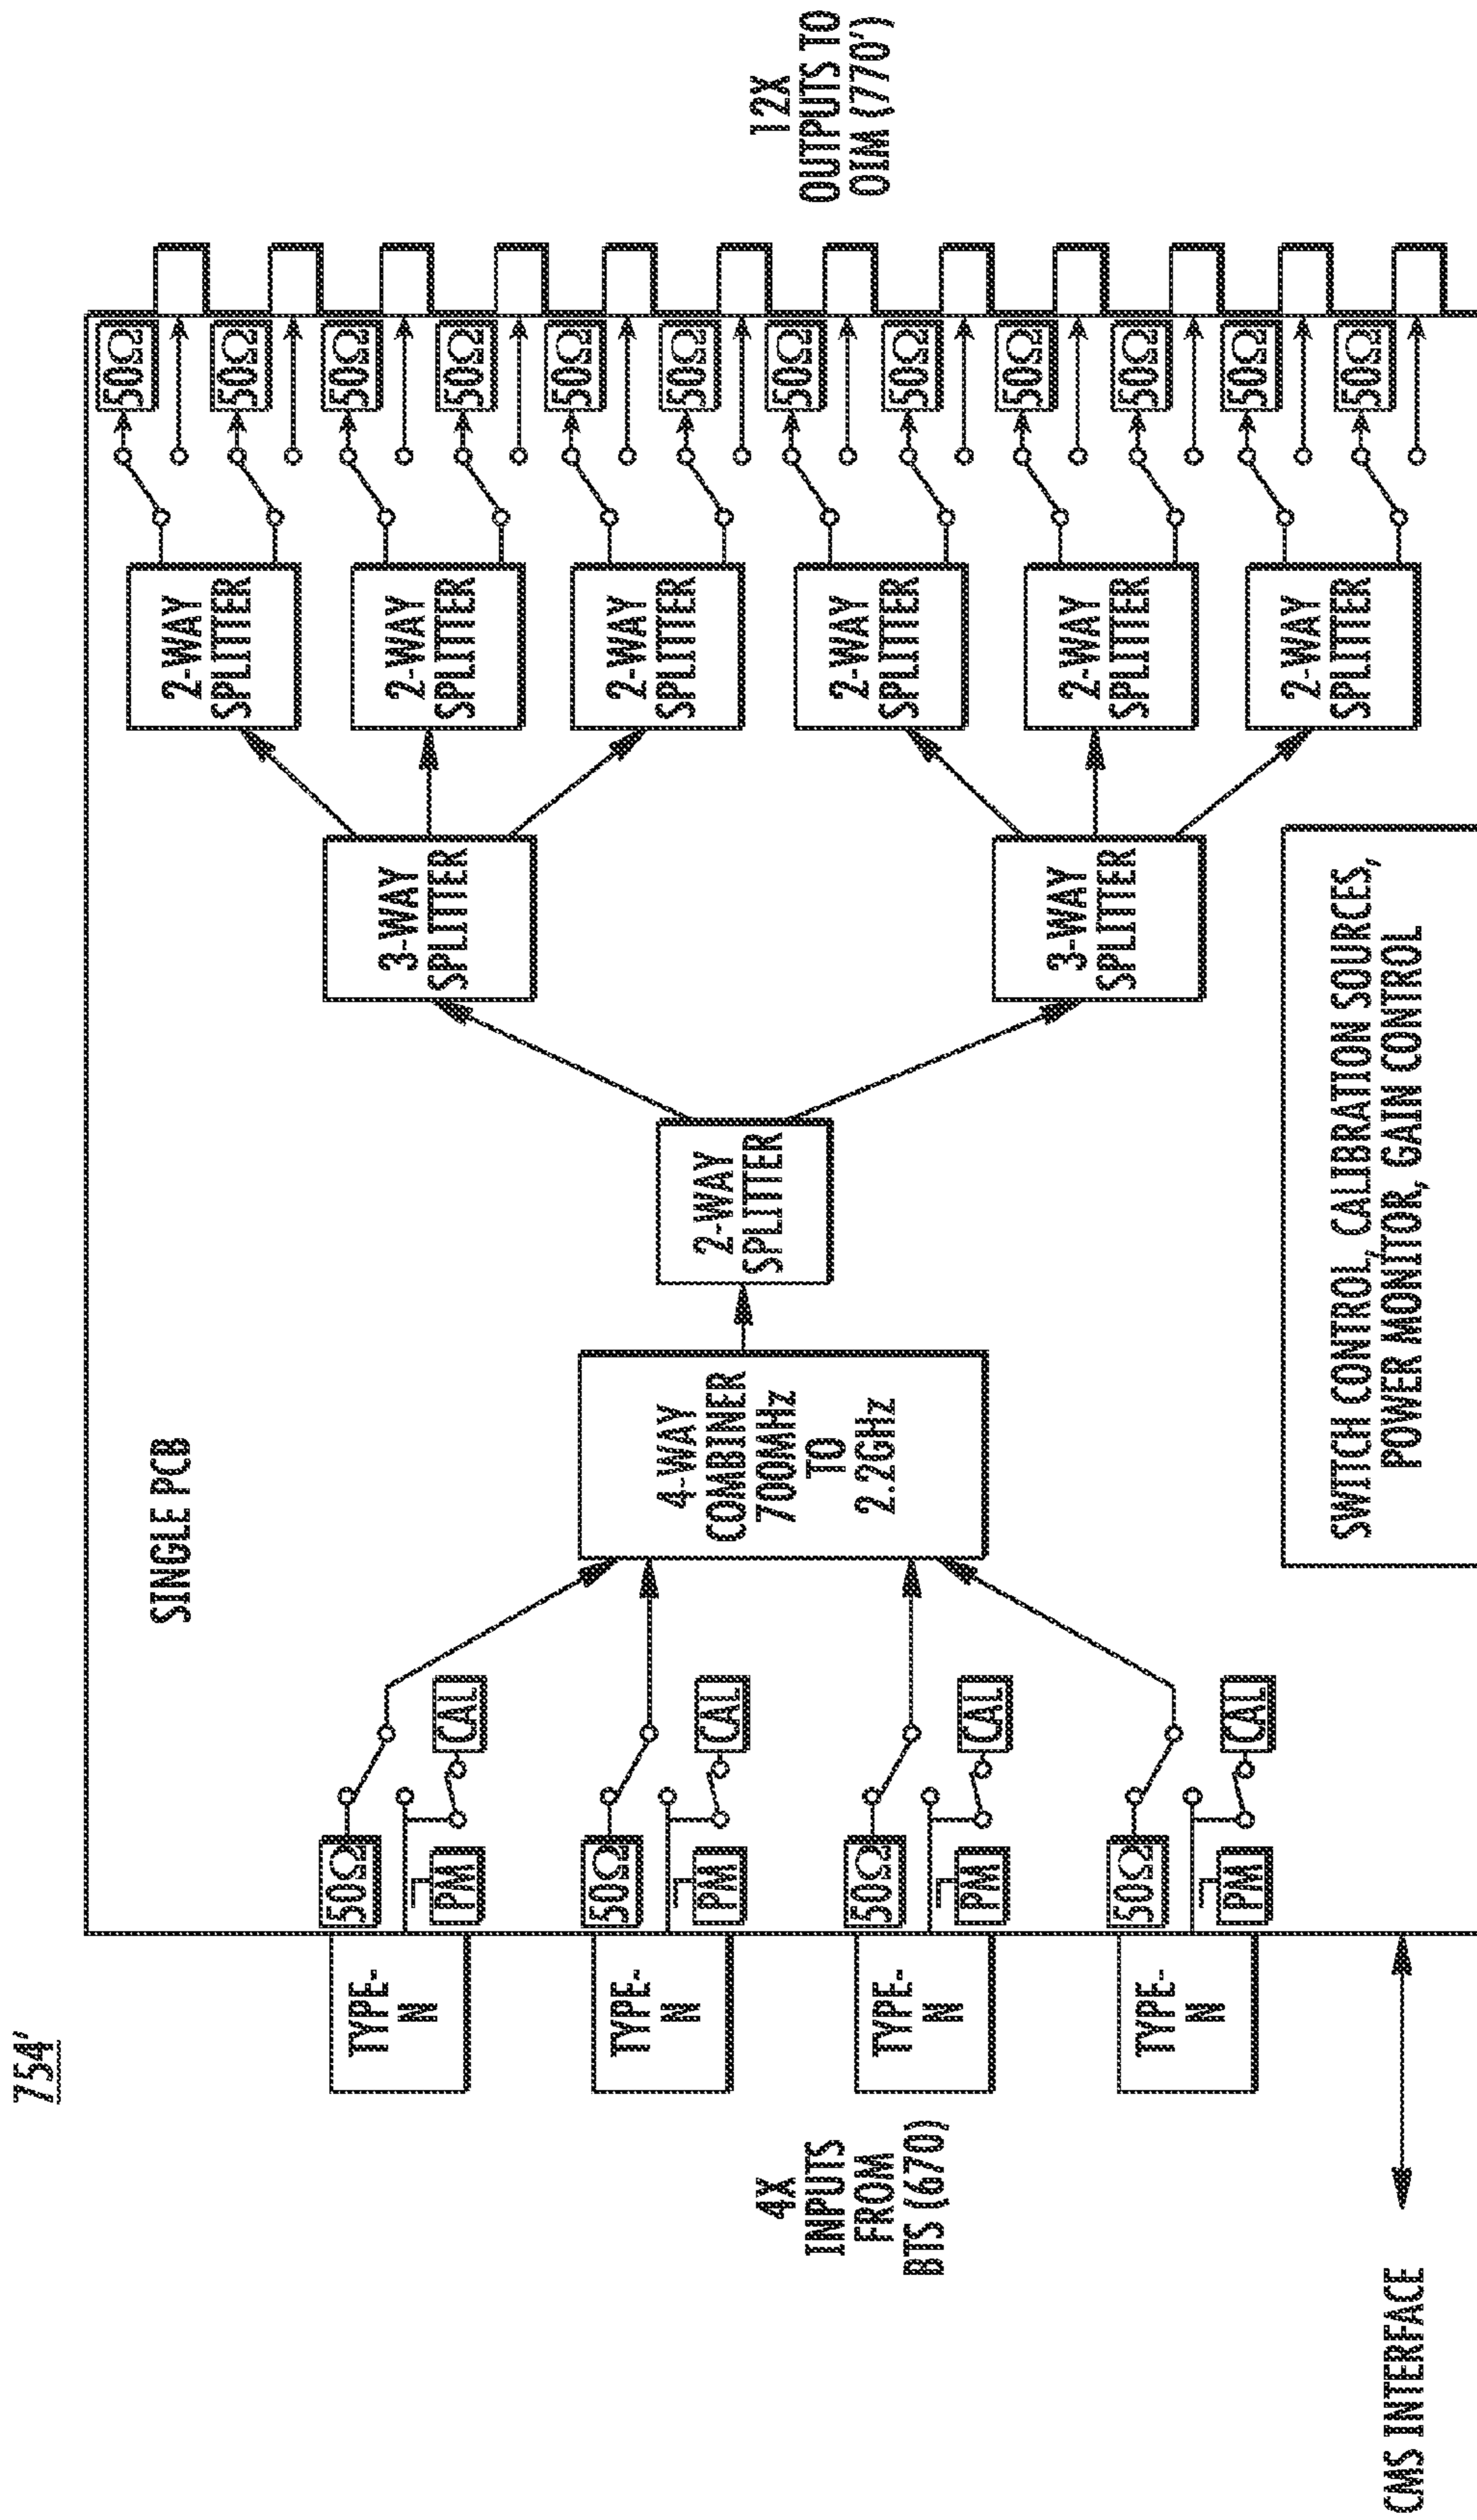 754'
SINGLE PCB
4X
INPUTS
FROM
BTS (670)
TYPE-
N
TYPE-
N
TYPE-
N
TYPE-
N
50Ω
PM
CAL
50Ω
PM
CAL
50Ω
PM
CAL
50Ω
PM
CAL
4-WAY
COMBINER
700MHz
TO
2.2GHz
2-WAY
SPLITTER
3-WAY
SPLITTER
3-WAY
SPLITTER
2-WAY
SPLITTER
2-WAY
SPLITTER
2-WAY
SPLITTER
2-WAY
SPLITTER
2-WAY
SPLITTER
2-WAY
SPLITTER
50Ω
50Ω
50Ω
50Ω
50Ω
50Ω
50Ω
50Ω
50Ω
50Ω
50Ω
50Ω
12X
OUTPUTS TO
OIM (770')
CMS INTERFACE
SWITCH CONTROL, CALIBRATION SOURCES,
POWER MONITOR, GAIN CONTROL